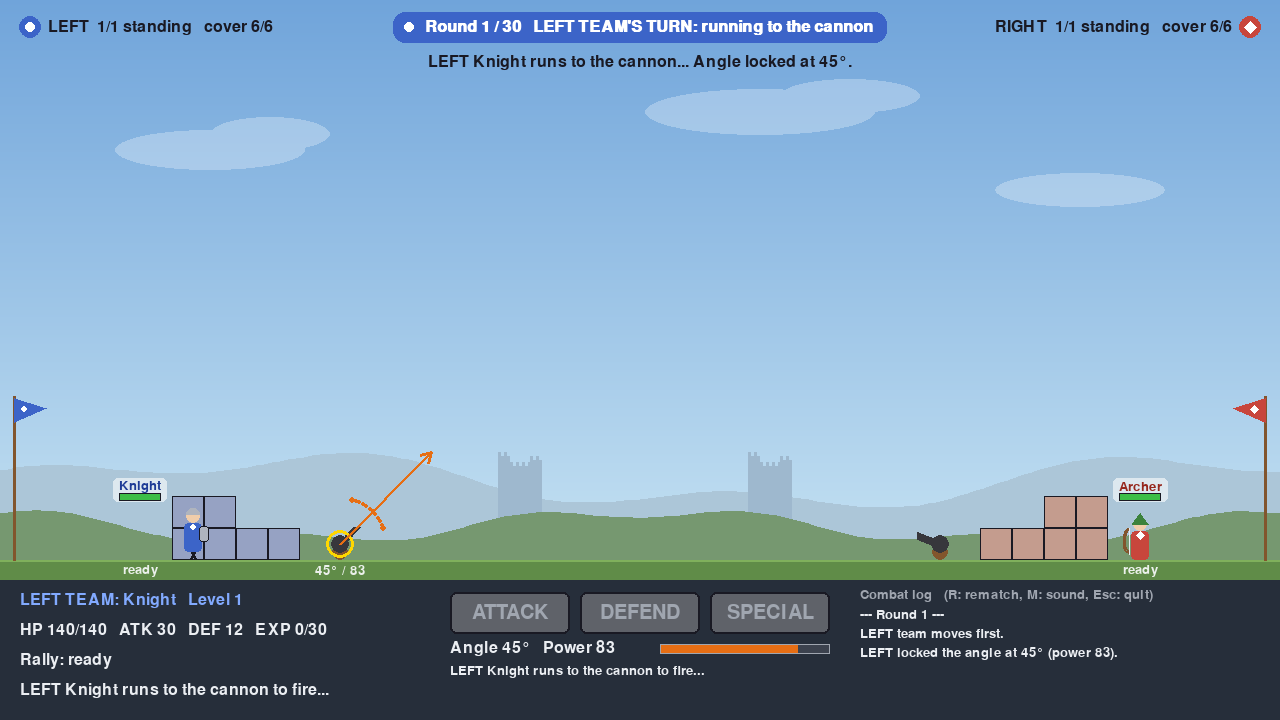 LEFT 1/1 standing cover 6/6
Round 1 / 30 LEFT TEAM'S TURN: running to the cannon
RIGHT 1/1 standing cover 6/6
LEFT Knight runs to the cannon... Angle locked at 45°.
Knight
Archer
ready
45° / 83
ready
LEFT TEAM: Knight Level 1
HP 140/140 ATK 30 DEF 12 EXP 0/30
Rally: ready
LEFT Knight runs to the cannon to fire...
ATTACK
DEFEND
SPECIAL
Angle 45° Power 83
LEFT Knight runs to the cannon to fire...
Combat log (R: rematch, M: sound, Esc: quit)
--- Round 1 ---
LEFT team moves first.
LEFT locked the angle at 45° (power 83).